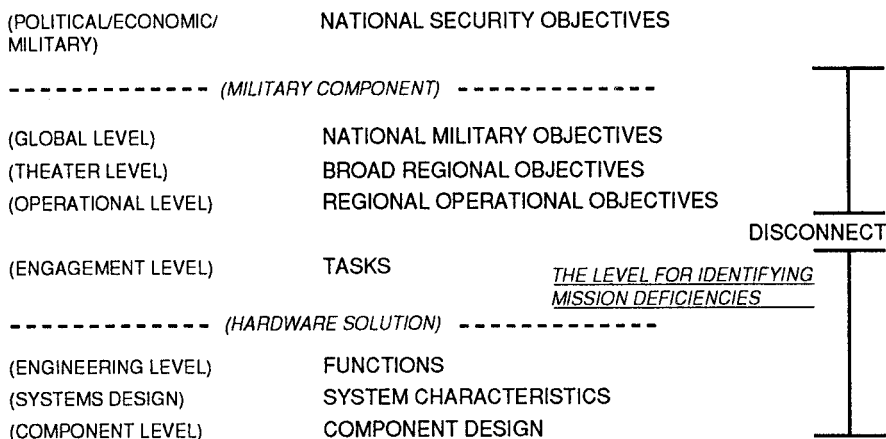 (POLITICAL/ECONOMIC/ NATIONAL SECURITY OBJECTIVES
MILITARY)
(MILITARY COMPONENT)
(GLOBAL LEVEL) NATIONAL MILITARY OBJECTIVES
(THEATER LEVEL) BROAD REGIONAL OBJECTIVES
(OPERATIONAL LEVEL) REGIONAL OPERATIONAL OBJECTIVES
DISCONNECT
(ENGAGEMENT LEVEL) TASKS THE LEVEL FOR IDENTIFYING
MISSION DEFICIENCIES
(HARDWARE SOLUTION)
(ENGINEERING LEVEL) FUNCTIONS
(SYSTEMS DESIGN) SYSTEM CHARACTERISTICS
(COMPONENT LEVEL) COMPONENT DESIGN